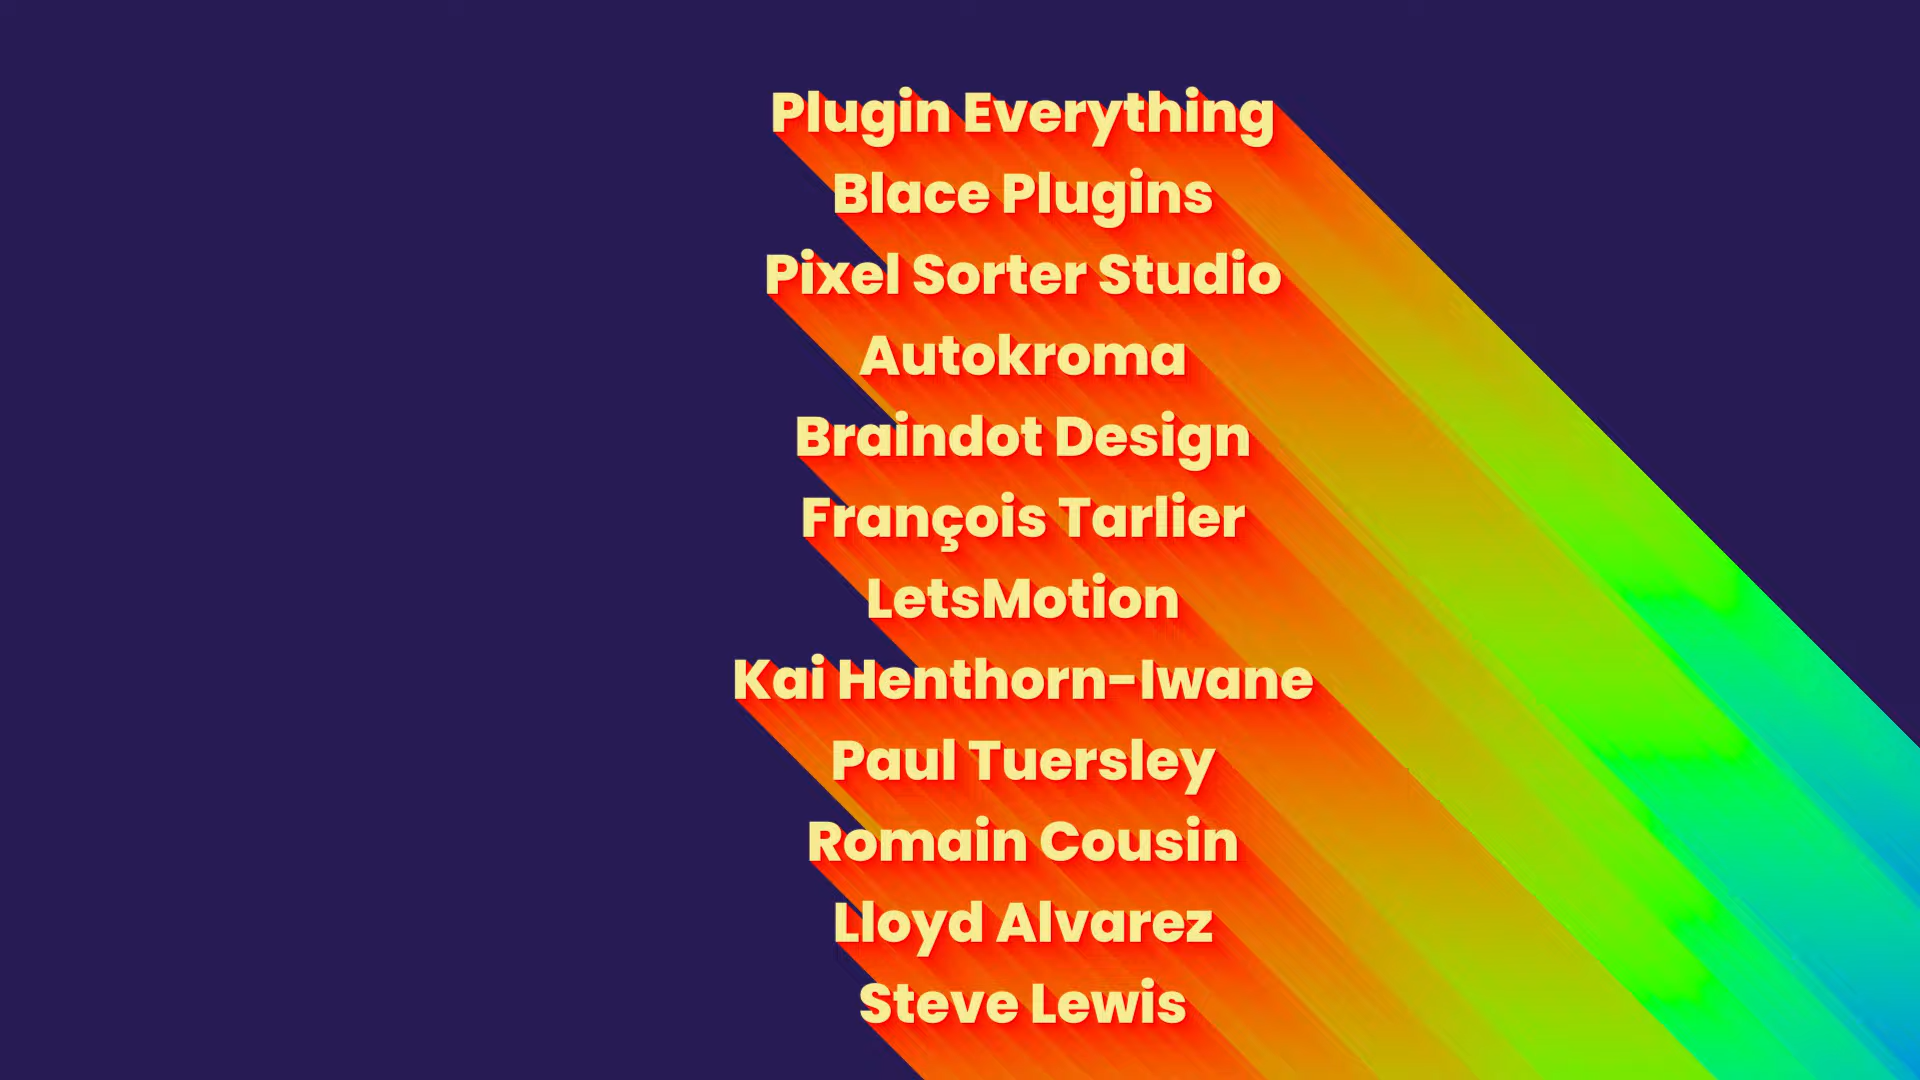 Plugin Everything
Blace Plugins
Pixel Sorter Studio
Autokroma
Braindot Design
François Tarlier
LetsMotion
Kai Henthorn-Iwane
Paul Tuersley
Romain Cousin
Lloyd Alvarez
Steve Lewis